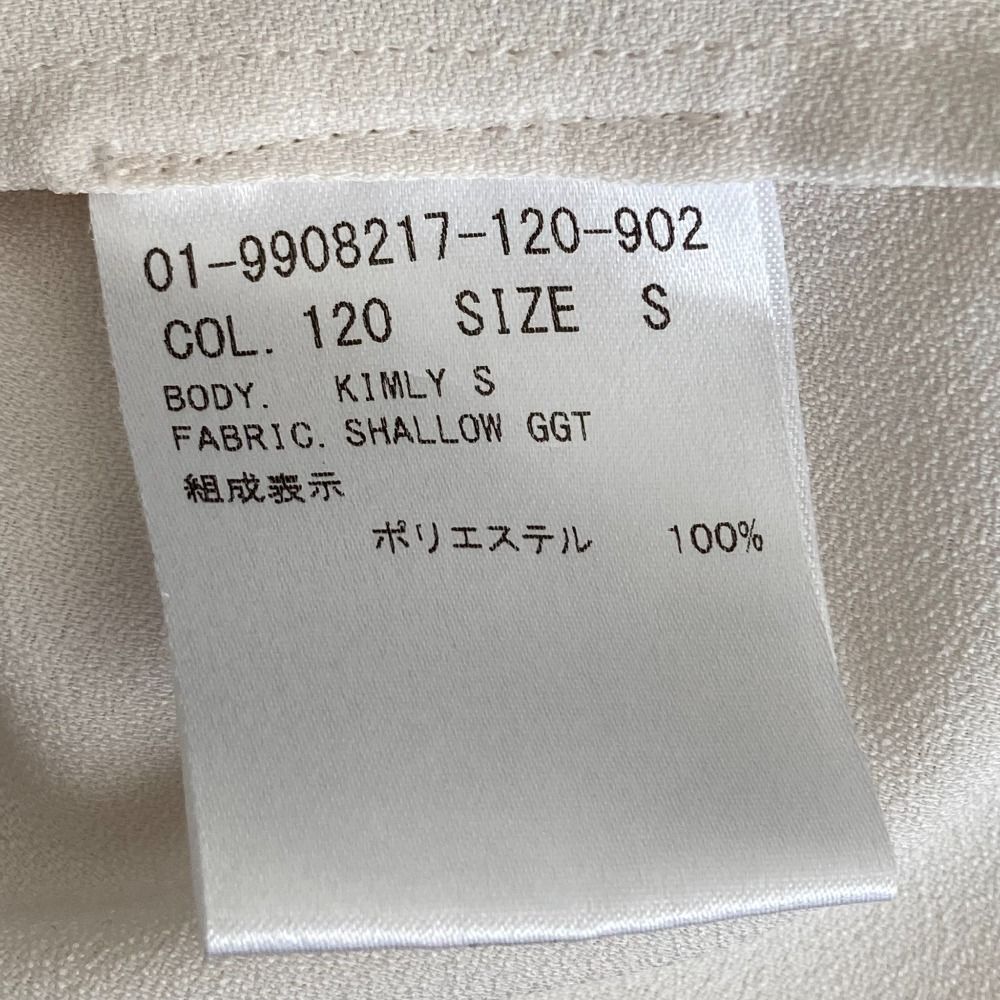 01-9908217-120-902
COL. 120 SIZE S
BODY. KIMLY S
FABRIC. SHALLOW GGT
組成表示
ポリエステル 100%